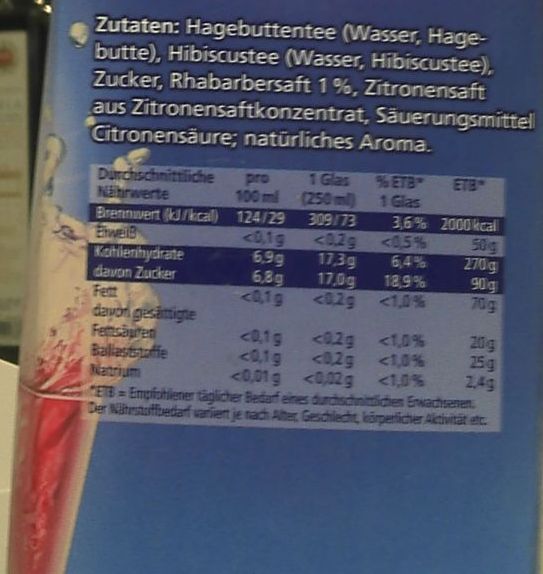 Zutaten: Hagebuttentee (Wasser, Hage-
butte), Hibiscustee (Wasser, Hibiscustee),
Zucker, Rhabarbersaft 1 %, Zitronensaft
aus Zitronensaftkonzentrat, Säuerungsmittel
Citronensäure; natürliches Aroma.
Durchschnittliche pro 1 Glas % ETB* ETB*
Nährwerte 100 ml (250 ml) 1 Glas
Brennwert (kJ/kcal) 124/29 309/73 3,6 % 2000 kcal
Eiweiß <0,1 g <0,2 g <0,5 % 50 g
Kohlenhydrate 6,9 g 17,3 g 6,4 % 270 g
davon Zucker 6,8 g 17,0 g 18,9 % 90 g
Fett <0,1 g <0,2 g <1,0 % 70 g
davon gesättigte
Fettsäuren <0,1 g <0,2 g <1,0 % 20 g
Ballaststoffe <0,1 g <0,2 g <1,0 % 25 g
Natrium <0,01 g <0,02 g <1,0 % 2,4 g
*ETB = Empfohlener täglicher Bedarf eines durchschnittlichen Erwachsenen.
Der Nährstoffbedarf variiert je nach Alter, Geschlecht, körperlicher Aktivität etc.